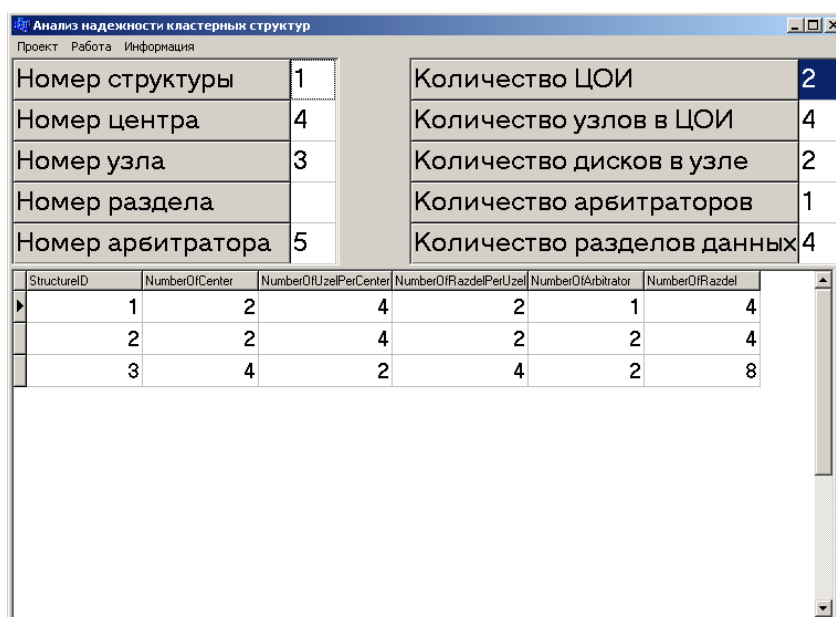 Анализ надежности кластерных структур
Проект Работа Информация
Номер структуры 1 Количество ЦОИ 2
Номер центра 4 Количество узлов в ЦОИ 4
Номер узла 3 Количество дисков в узле 2
Номер раздела Количество арбитраторов 1
Номер арбитратора 5 Количество разделов данных 4
StructureID NumberOfCenter NumberOfUzelPerCenter NumberOfRazdelPerUzel NumberOfArbitrator NumberOfRazdel
1 2 4 2 1 4
2 2 4 2 2 4
3 4 2 4 2 8